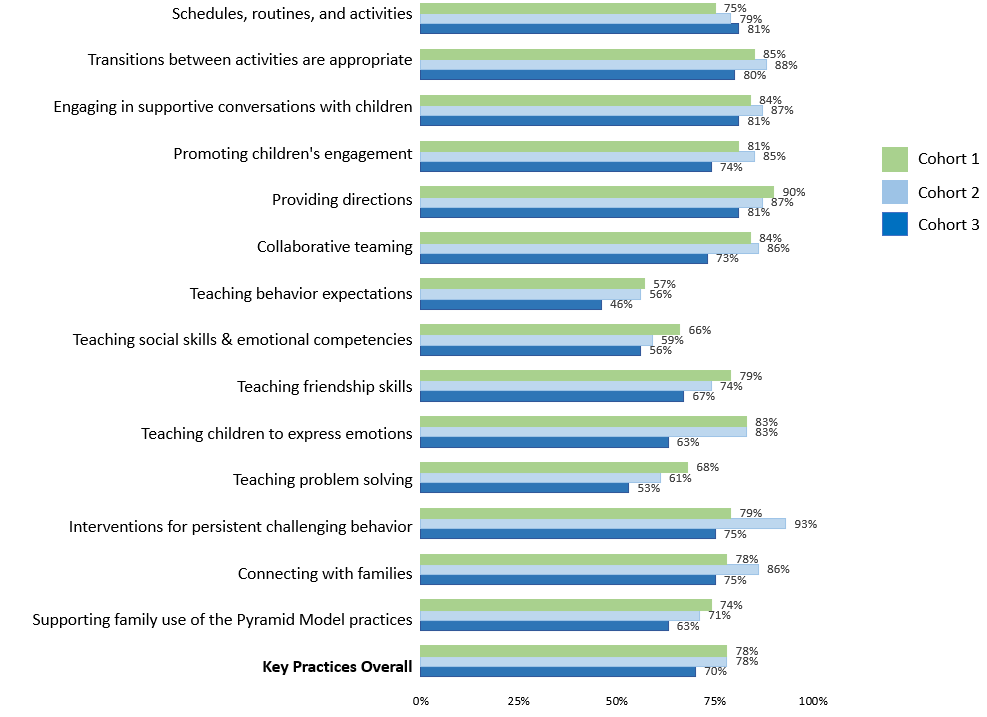 Schedules, routines, and activities
75%
79%
81%
Transitions between activities are appropriate
85%
88%
80%
Engaging in supportive conversations with children
84%
87%
81%
Promoting children's engagement
81%
85%
74%
Providing directions
90%
87%
81%
Collaborative teaming
84%
86%
73%
Teaching behavior expectations
57%
56%
46%
Teaching social skills & emotional competencies
66%
59%
56%
Teaching friendship skills
79%
74%
67%
Teaching children to express emotions
83%
83%
63%
Teaching problem solving
68%
61%
53%
Interventions for persistent challenging behavior
79%
93%
75%
Connecting with families
78%
86%
75%
Supporting family use of the Pyramid Model practices
74%
71%
63%
Key Practices Overall
78%
78%
70%
0% 25% 50% 75% 100%
Cohort 1
Cohort 2
Cohort 3